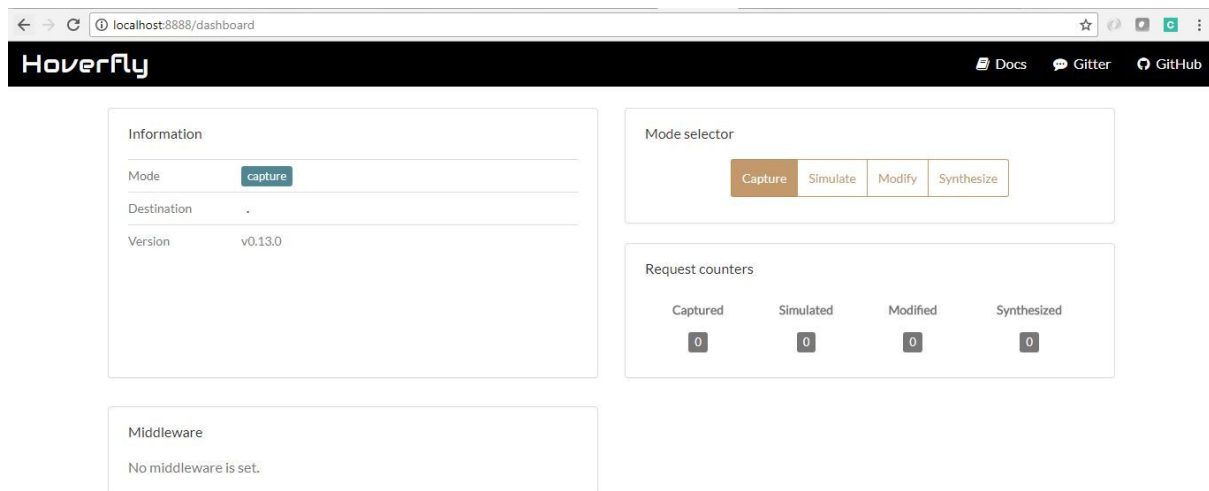 localhost:8888/dashboard
Hoverfly
Docs Gitter GitHub
Information
Mode capture
Destination .
Version v0.13.0
Mode selector
Capture Simulate Modify Synthesize
Request counters
Captured Simulated Modified Synthesized
0 0 0 0
Middleware
No middleware is set.